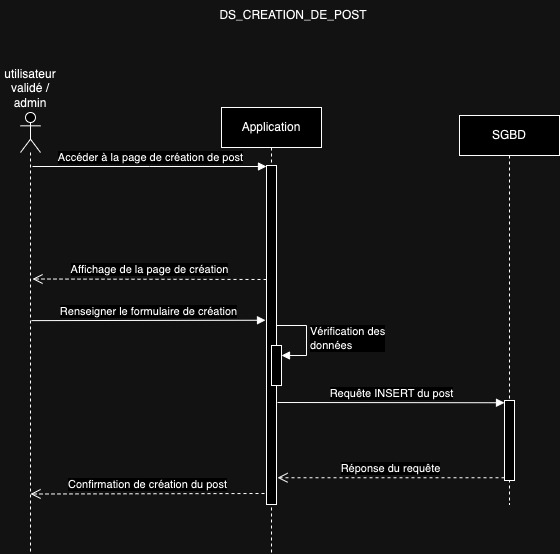 DS_CREATION_DE_POST
utilisateur
validé /
admin
Application
SGBD
Accéder à la page de création de post
Affichage de la page de création
Renseigner le formulaire de création
Vérification des
données
Requête INSERT du post
Réponse du requête
Confirmation de création du post